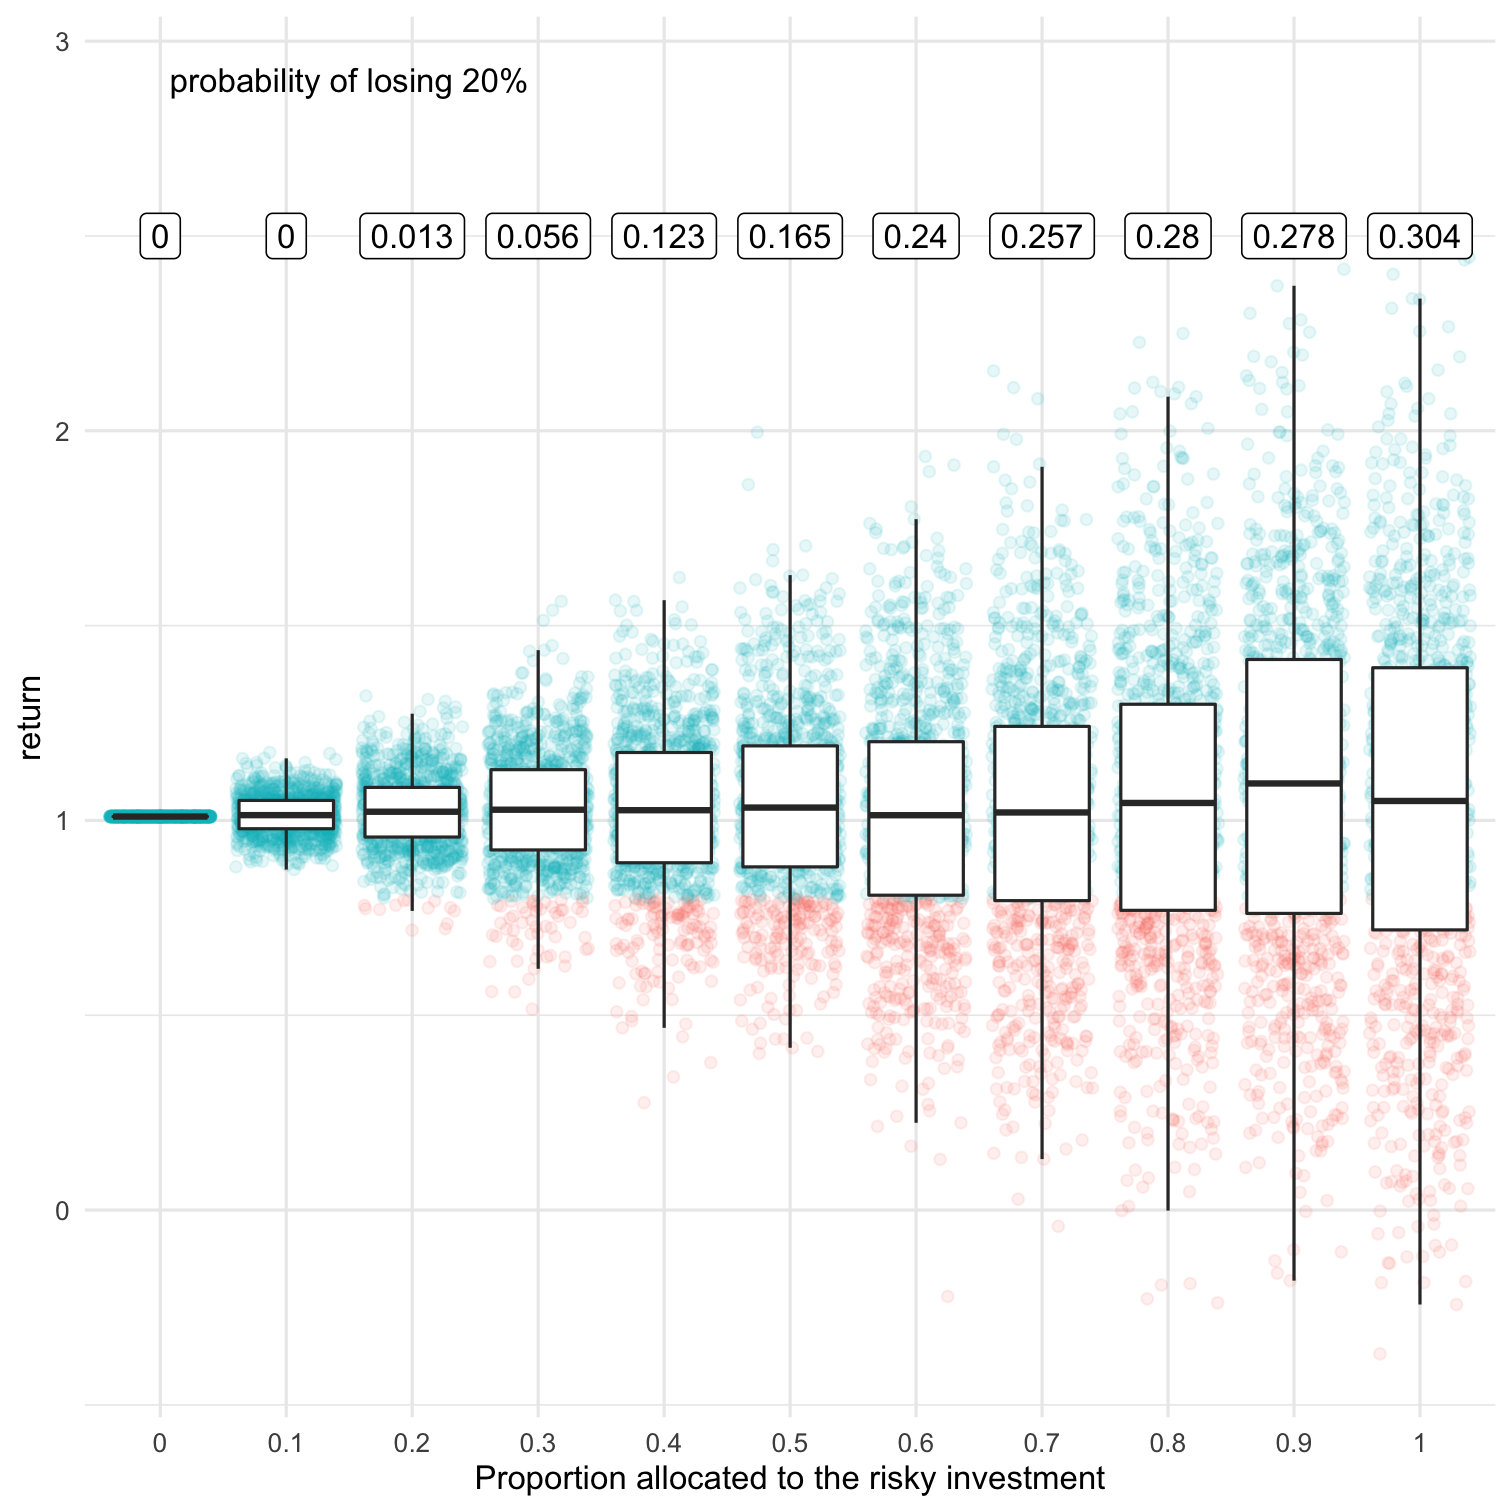 3
probability of losing 20%
0 0 0.013 0.056 0.123 0.165 0.24 0.257 0.28 0.278 0.304
2
return
1
0
0 0.1 0.2 0.3 0.4 0.5 0.6 0.7 0.8 0.9 1
Proportion allocated to the risky investment